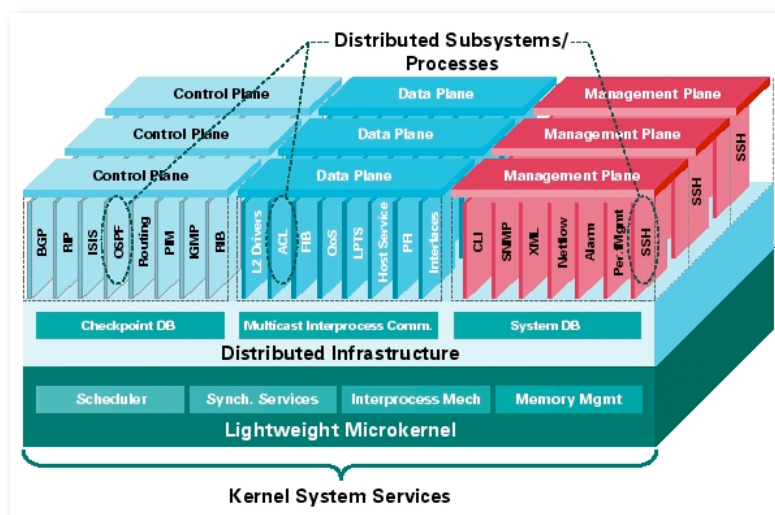 Distributed Subsystems/
Processes
Control Plane
Data Plane
Management Plane
Control Plane
Data Plane
Management Plane
Control Plane
Data Plane
Management Plane
BGP
RIP
ISIS
OSPF
Routing
PIM
IGMP
RIB
L2 Drivers
ACL
FIB
QoS
LPTS
Host Service
PFI
Interfaces
CLI
SNMP
XML
Netflow
Alarm
Per.fMgmt
SSH
SSH
SSH
Checkpoint DB
Multicast Interprocess Comm.
System DB
Distributed Infrastructure
Scheduler
Synch. Services
Interprocess Mech
Memory Mgmt
Lightweight Microkernel
Kernel System Services